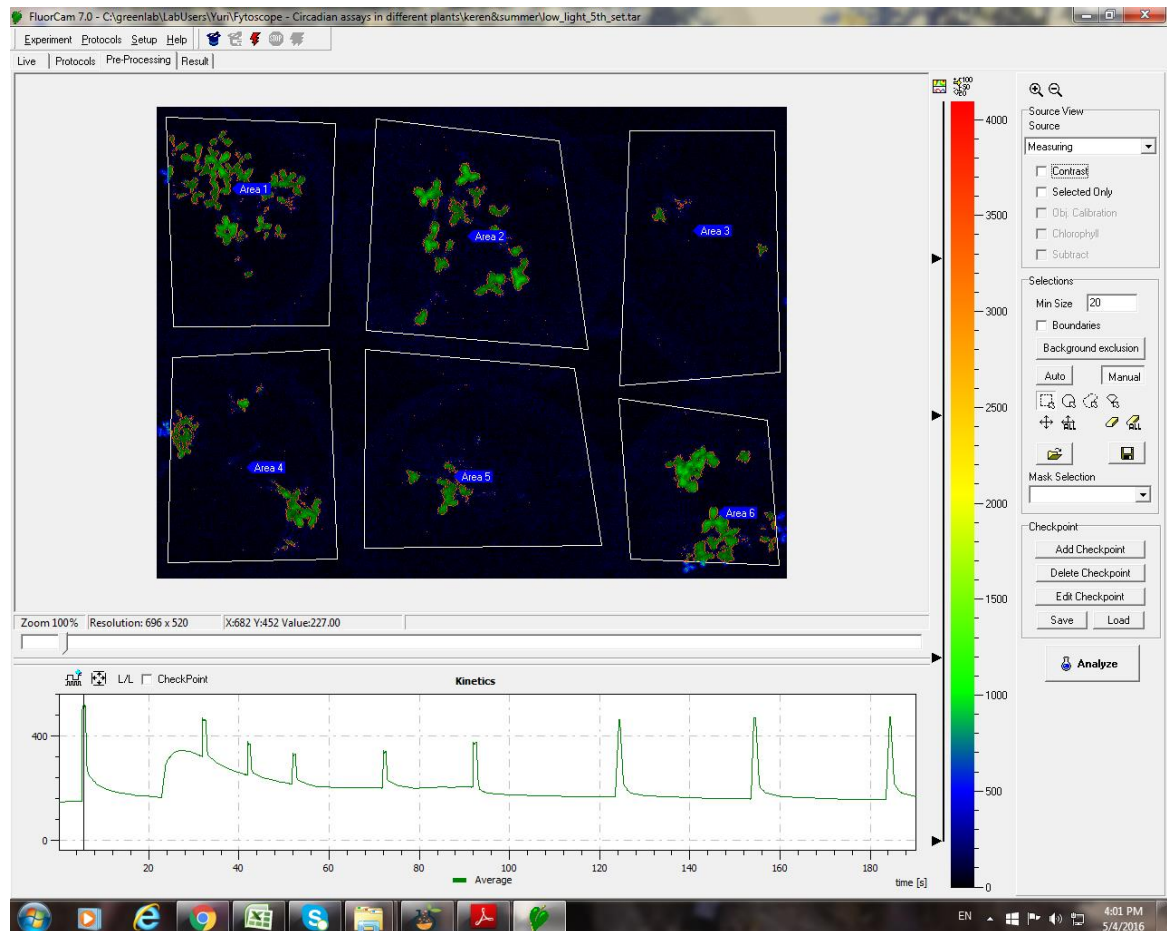 FluorCam 7.0 - C:\greenlab\LabUsers\Yuri\Fytoscope - Circadian assays in different plants\keren&summer\low_light_5th_set.tar
Experiment Protocols Setup Help
Live Protocols Pre-Processing Result
Area 1
Area 2
Area 3
Area 4
Area 5
Area 6
4000
3500
3000
2500
2000
1500
1000
500
0
Source View
Source
Measuring
Contrast
Selected Only
Obj. Calibration
Chlorophyll
Subtract
Selections
Min Size 20
Boundaries
Background exclusion
Auto Manual
ALL ALL
Mask Selection
Checkpoint
Add Checkpoint
Delete Checkpoint
Edit Checkpoint
Save Load
Analyze
Zoom 100% Resolution: 696 x 520 X:682 Y:452 Value:227.00
L/L CheckPoint Kinetics
400
0
20 40 60 80 100 120 140 160 180
Average time [s]
EN 4:01 PM
5/4/2016